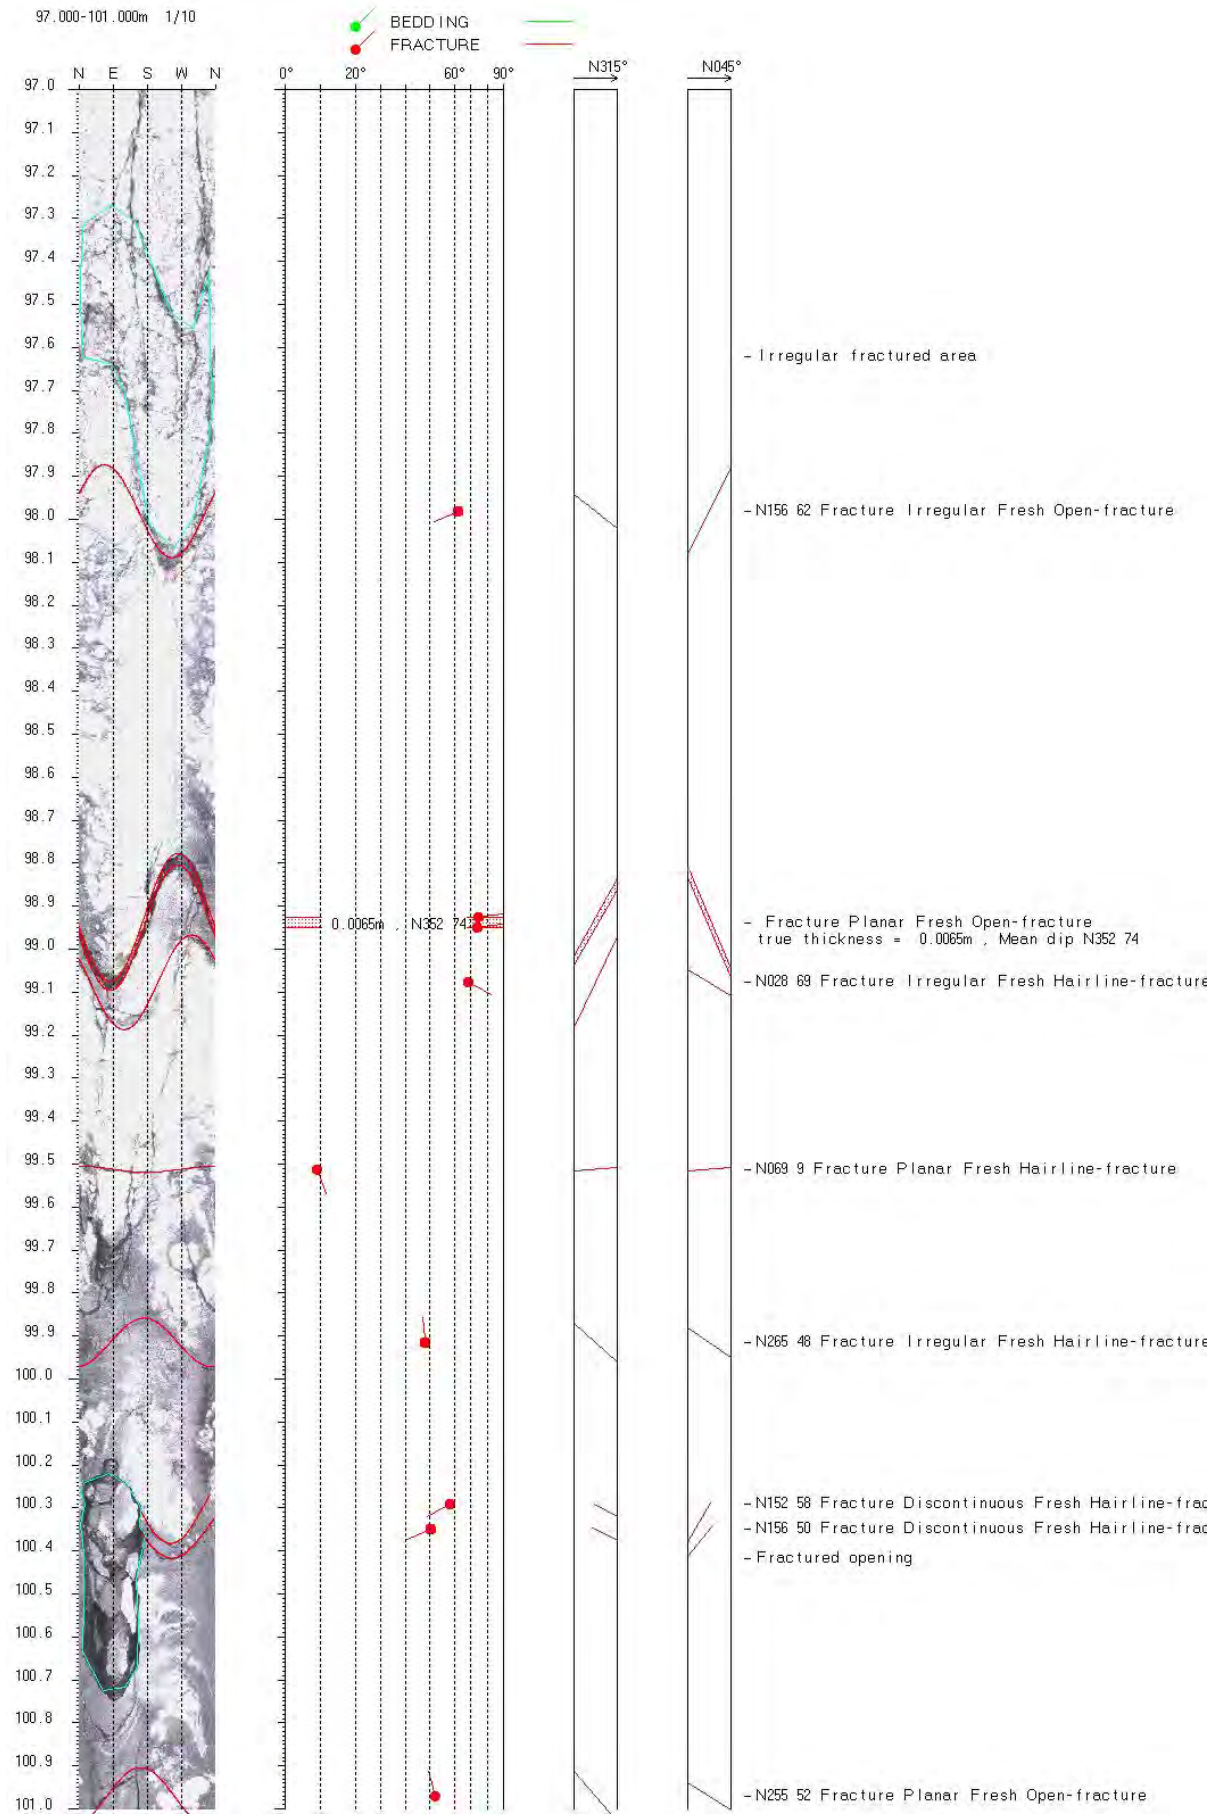 97.000-101.000m 1/10
BEDDING
FRACTURE
N E S W N
0° 20° 60° 90°
N315°
N045°
97.0
97.1
97.2
97.3
97.4
97.5
97.6
- Irregular fractured area
97.7
97.8
97.9
98.0
-N156 62 Fracture Irregular Fresh Open-fracture
98.1
98.2
98.3
98.4
98.5
98.6
98.7
98.8
98.9
0.0065m , N352 74
- Fracture Planar Fresh Open-fracture
true thickness = 0.0065m , Mean dip N352 74
99.0
-N028 69 Fracture Irregular Fresh Hairline-fracture
99.1
99.2
99.3
99.4
99.5
-N069 9 Fracture Planar Fresh Hairline-fracture
99.6
99.7
99.8
99.9
-N265 48 Fracture Irregular Fresh Hairline-fracture
100.0
100.1
100.2
100.3
-N152 58 Fracture Discontinuous Fresh Hairline-frac
-N156 50 Fracture Discontinuous Fresh Hairline-frac
100.4
-Fractured opening
100.5
100.6
100.7
100.8
100.9
-N255 52 Fracture Planar Fresh Open-fracture
101.0